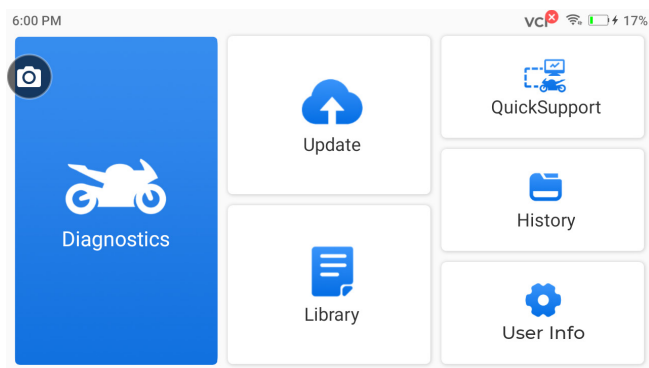 6:00 PM
VCI
17%
Diagnostics
Update
Library
QuickSupport
History
User Info